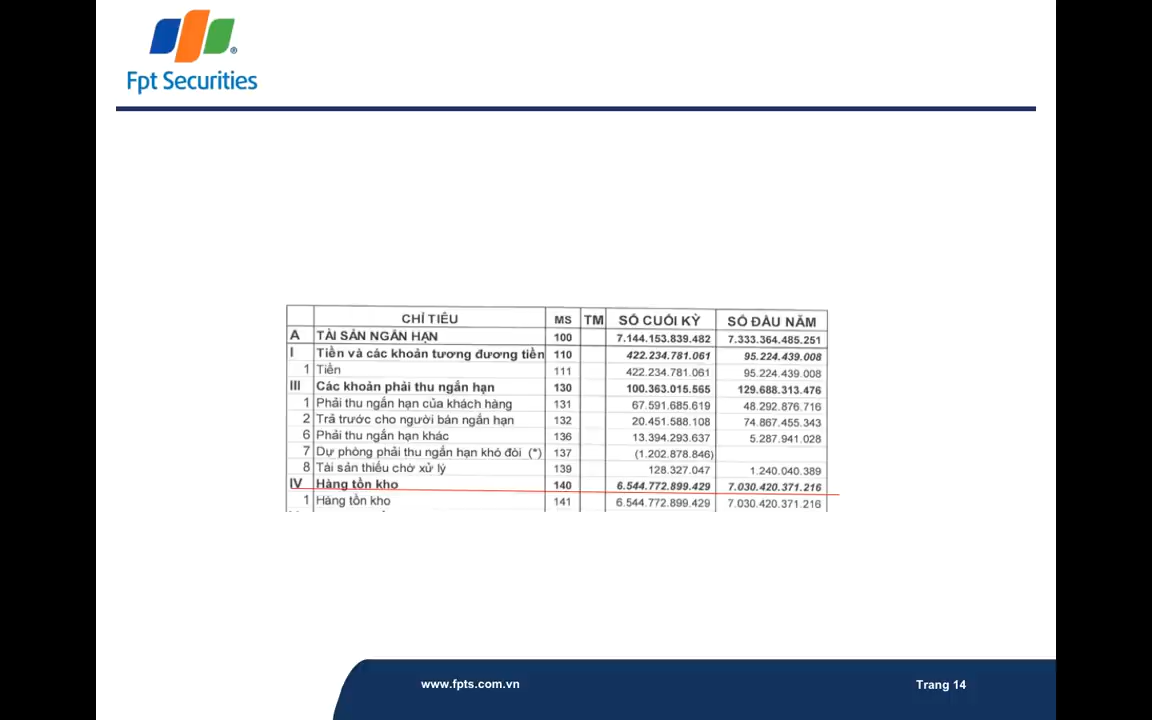 Fpt Securities
CHỈ TIÊU MS TM SỐ CUỐI KỲ SỐ ĐẦU NĂM
A TÀI SẢN NGẮN HẠN 100 7.144.153.839.482 7.333.364.485.251
I Tiền và các khoản tương đương tiền 110 422.234.781.061 95.224.439.008
1 Tiền 111 422.234.781.061 95.224.439.008
III Các khoản phải thu ngắn hạn 130 100.363.015.565 129.688.313.476
1 Phải thu ngắn hạn của khách hàng 131 67.591.685.619 48.292.876.716
2 Trả trước cho người bán ngắn hạn 132 20.451.588.108 74.867.455.343
6 Phải thu ngắn hạn khác 136 13.394.293.637 5.287.941.028
7 Dự phòng phải thu ngắn hạn khó đòi (*) 137 (1.202.878.846)
8 Tài sản thiếu chờ xử lý 139 128.327.047 1.240.040.389
IV Hàng tồn kho 140 6.544.772.899.429 7.030.420.371.216
1 Hàng tồn kho 141 6.544.772.899.429 7.030.420.371.216
www.fpts.com.vn
Trang 14